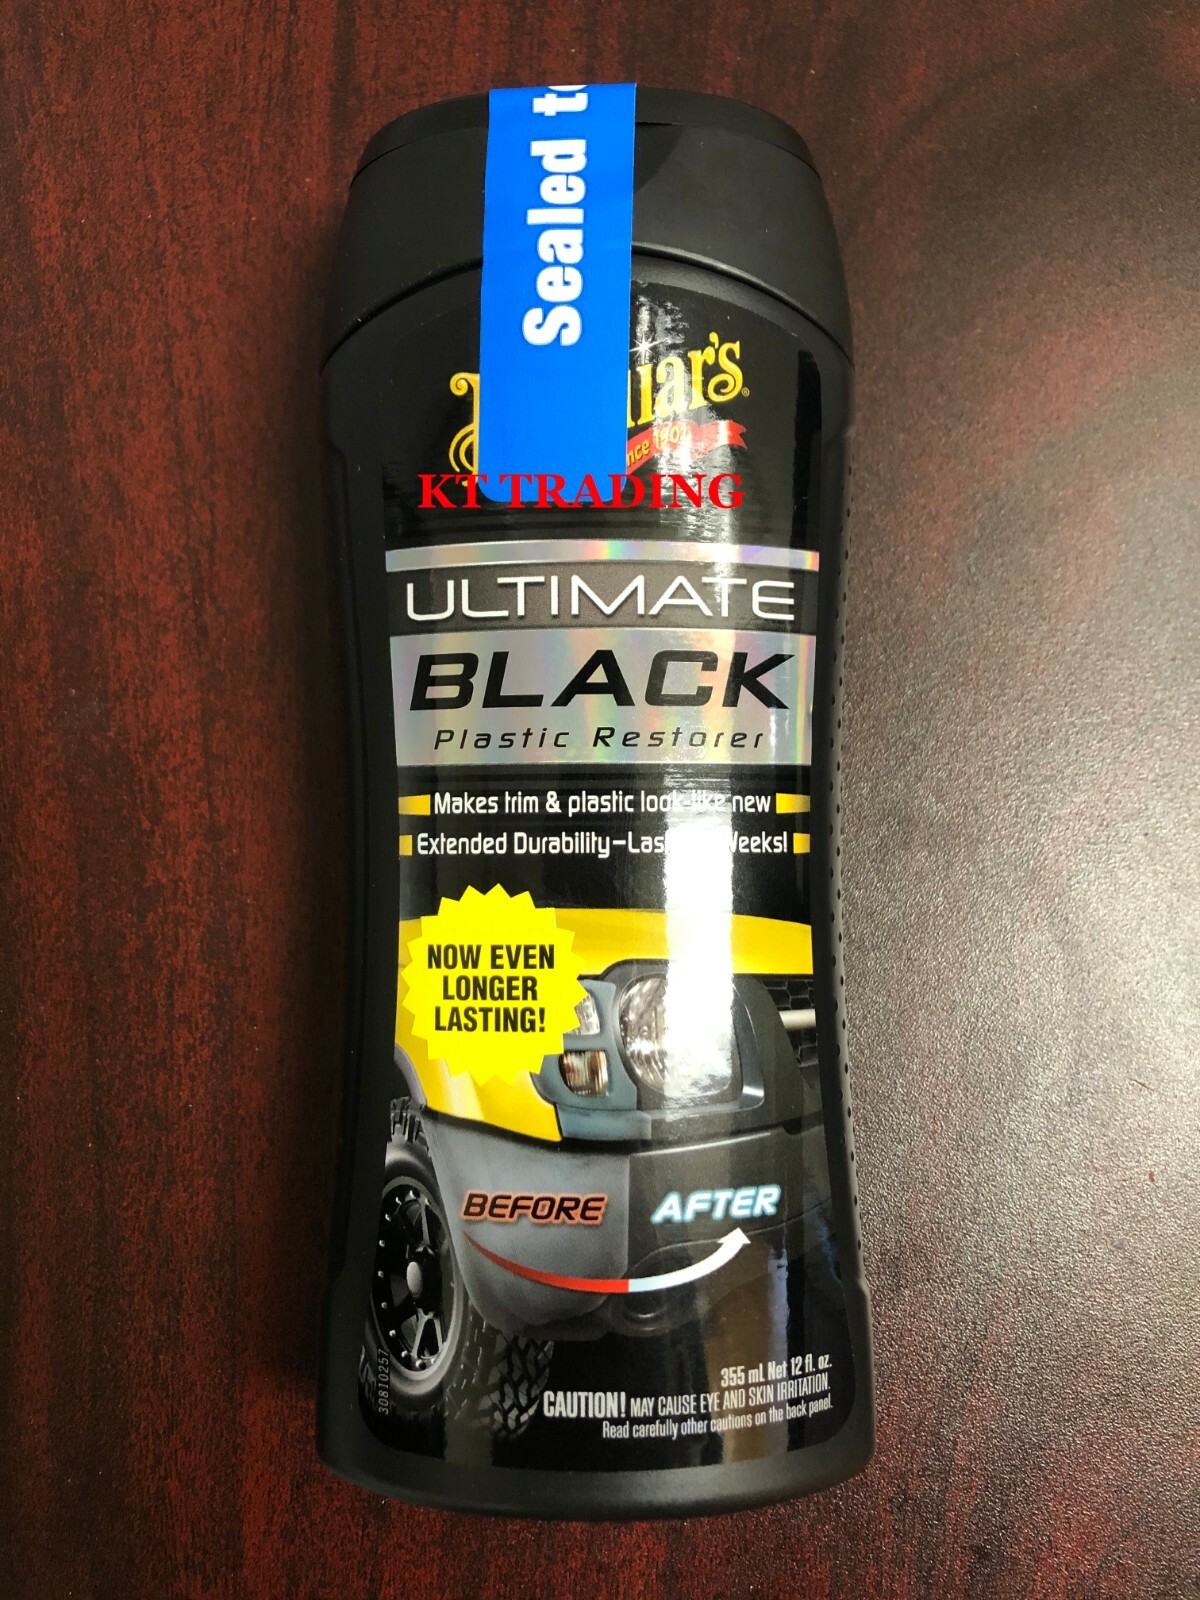 Sealed
KT TRADING
ULTIMATE
BLACK
Plastic Restorer
Makes trim & plastic look like new
Extended Durability–
NOW EVEN
LONGER
LASTING!
BEFORE AFTER
355 mL Net 12 fl. oz.
CAUTION! MAY CAUSE EYE AND SKIN IRRITATION.
Read carefully other cautions on the back panel.
30810257